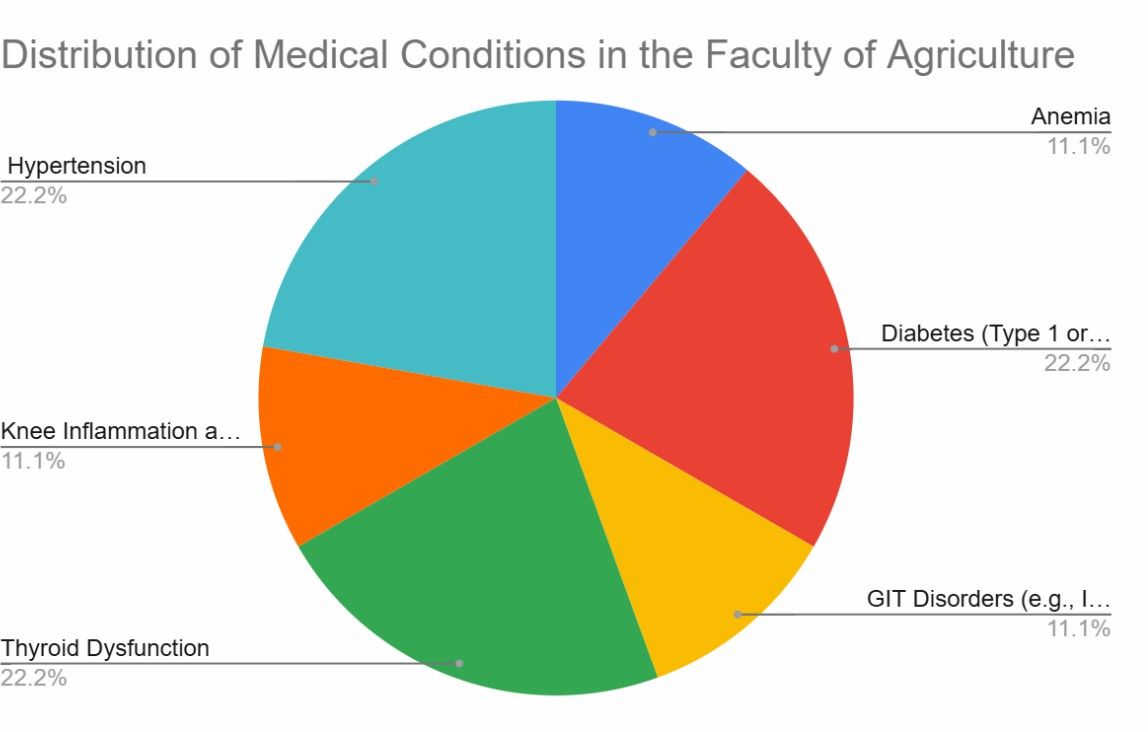 Distribution of Medical Conditions in the Faculty of Agriculture
Anemia
11.1%
Hypertension
22.2%
Diabetes (Type 1 or…
22.2%
Knee Inflammation a…
11.1%
GIT Disorders (e.g., I…
11.1%
Thyroid Dysfunction
22.2%